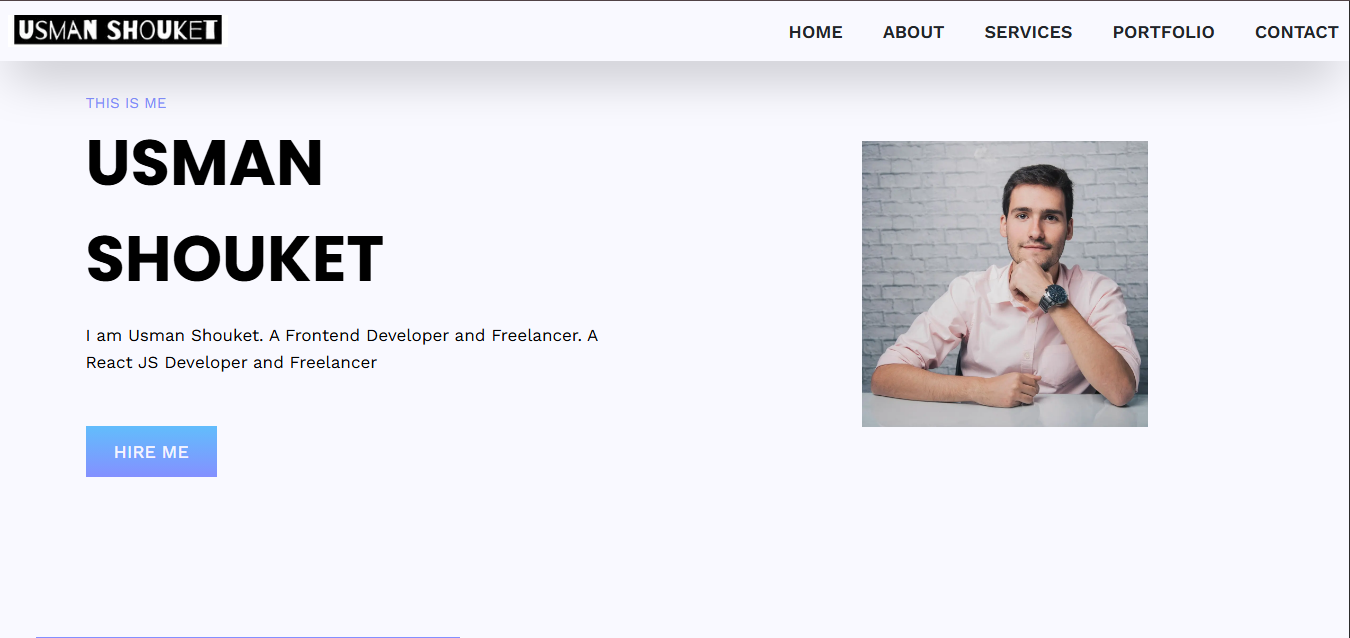 USMAN SHOUKET
HOME ABOUT SERVICES PORTFOLIO CONTACT
THIS IS ME
USMAN
SHOUKET
I am Usman Shouket. A Frontend Developer and Freelancer. A
React JS Developer and Freelancer
HIRE ME